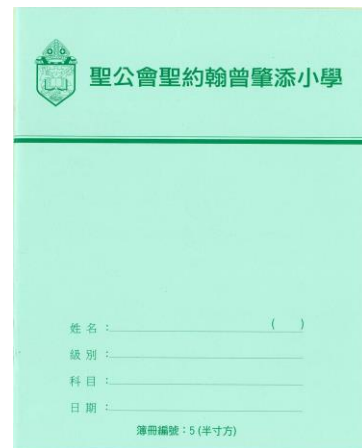 聖公會聖約翰曾肇添小學
姓名：( )
級別：
科目：
日期：
簿冊編號：5 (半寸方)